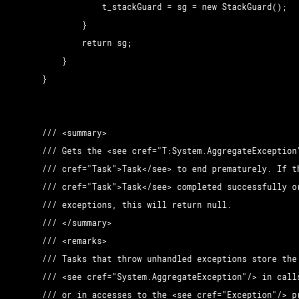 t_stackGuard = sg = new StackGuard();
}
return sg;
}
}
/// <summary>
/// Gets the <see cref="T:System.AggregateException"
/// cref="Task">Task</see> to end prematurely. If th
/// cref="Task">Task</see> completed successfully or
/// exceptions, this will return null.
/// </summary>
/// <remarks>
/// Tasks that throw unhandled exceptions store the
/// <see cref="System.AggregateException"/> in calls
/// or in accesses to the <see cref="Exception"/> pr